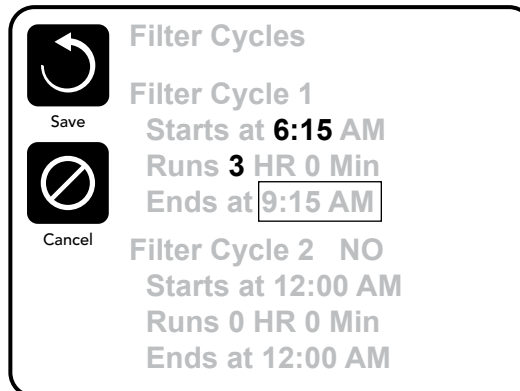 Filter Cycles
Save
Filter Cycle 1
Starts at 6:15 AM
Runs 3 HR 0 Min
Ends at 9:15 AM
Cancel
Filter Cycle 2 NO
Starts at 12:00 AM
Runs 0 HR 0 Min
Ends at 12:00 AM